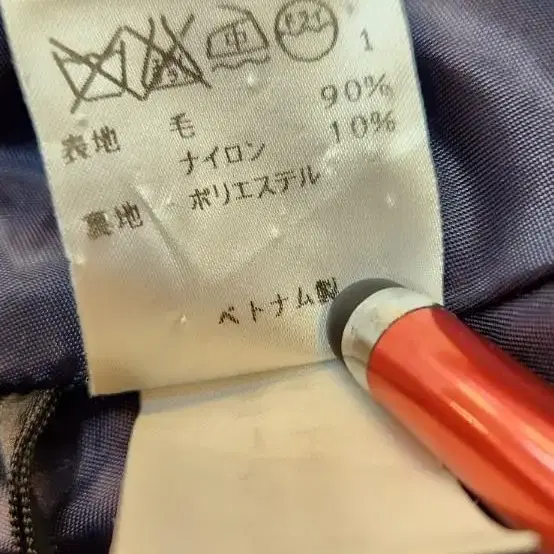 中
1
表地 毛 90%
ナイロン 10%
裏地 ポリエステル
ベトナム製